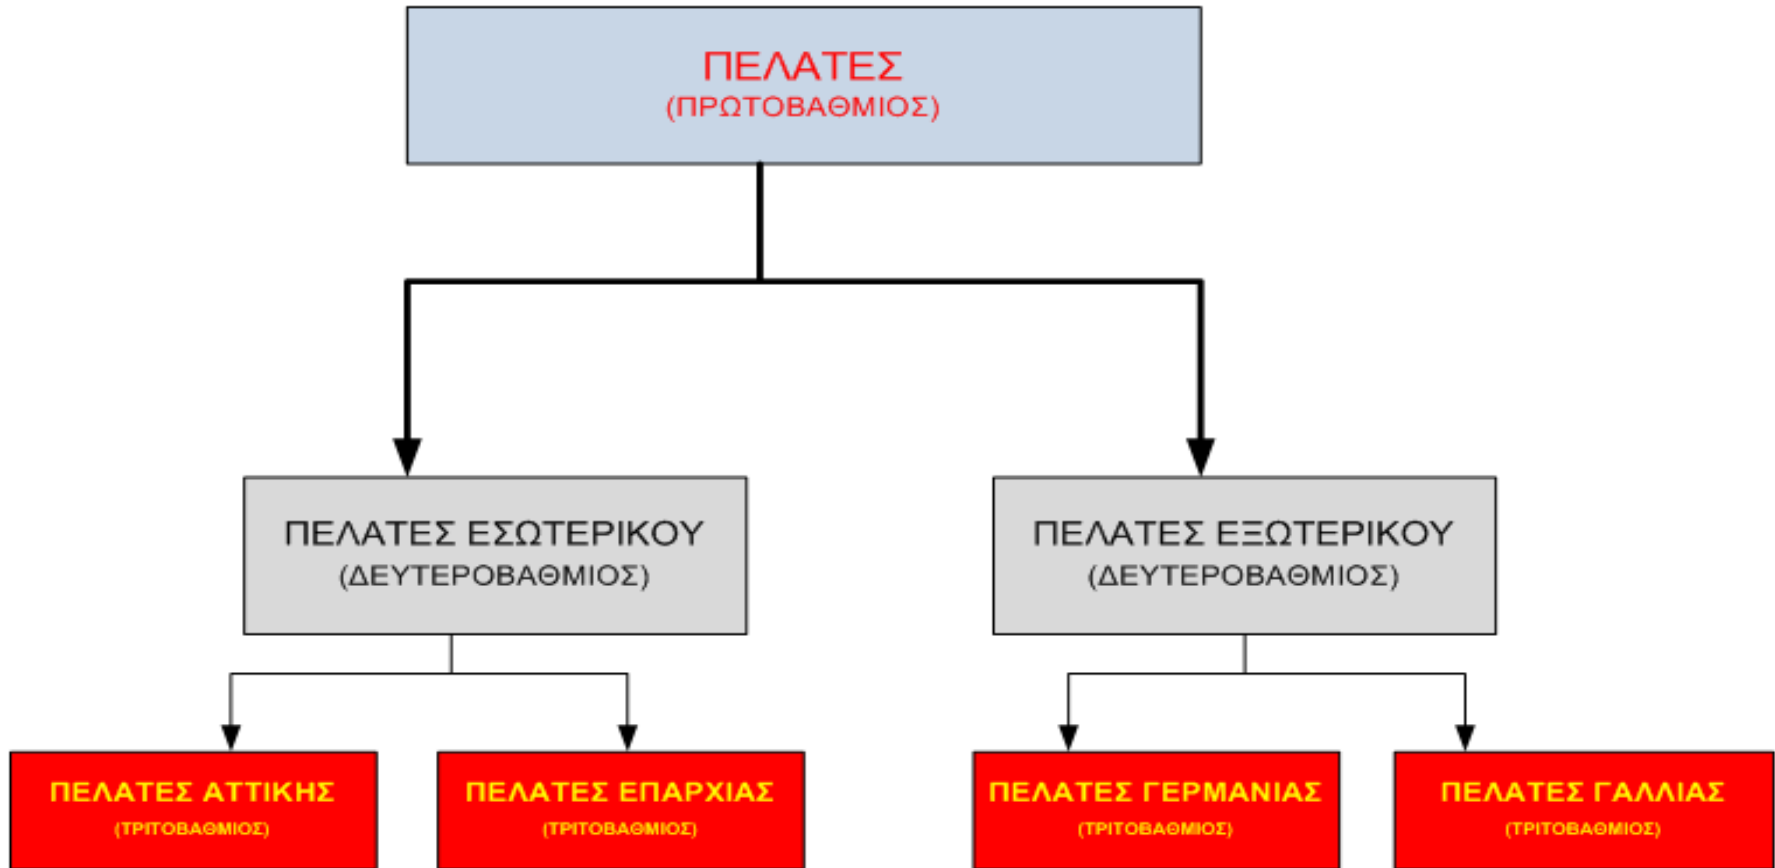 ΠΕΛΑΤΕΣ
(ΠΡΩΤΟΒΑΘΜΙΟΣ)
ΠΕΛΑΤΕΣ ΕΣΩΤΕΡΙΚΟΥ
(ΔΕΥΤΕΡΟΒΑΘΜΙΟΣ)
ΠΕΛΑΤΕΣ ΕΞΩΤΕΡΙΚΟΥ
(ΔΕΥΤΕΡΟΒΑΘΜΙΟΣ)
ΠΕΛΑΤΕΣ ΑΤΤΙΚΗΣ
(ΤΡΙΤΟΒΑΘΜΙΟΣ)
ΠΕΛΑΤΕΣ ΕΠΑΡΧΙΑΣ
(ΤΡΙΤΟΒΑΘΜΙΟΣ)
ΠΕΛΑΤΕΣ ΓΕΡΜΑΝΙΑΣ
(ΤΡΙΤΟΒΑΘΜΙΟΣ)
ΠΕΛΑΤΕΣ ΓΑΛΛΙΑΣ
(ΤΡΙΤΟΒΑΘΜΙΟΣ)